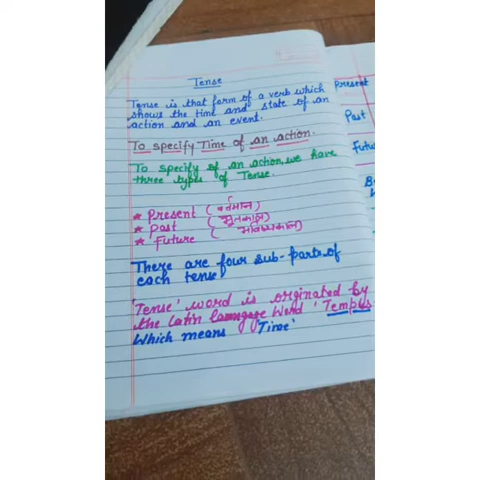 Tense
Tense is that form of a verb which
shows the time and state of an
action and an event.
To specify Time of an action.
To specify of an action, we have
three types of Tense.
* Present (वर्तमान)
* Past (भूतकाल)
* Future (भविष्यकाल)
There are four sub-parts of
each tense
'Tense' word is orginated by
the Latin langage Word 'Tempus
Which means 'Time'
Present
Past
Futur